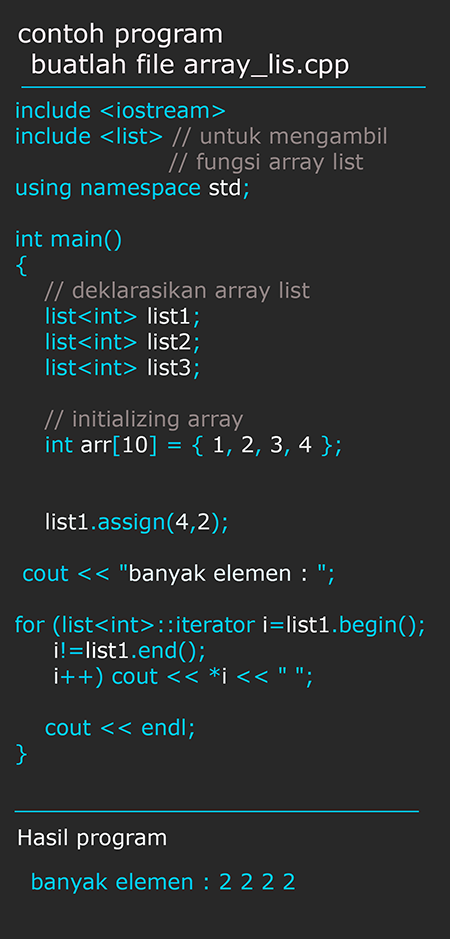 contoh program
buatlah file array_lis.cpp
include <iostream>
include <list> // untuk mengambil
// fungsi array list
using namespace std;
int main()
{
// deklarasikan array list
list<int> list1;
list<int> list2;
list<int> list3;
// initializing array
int arr[10] = { 1, 2, 3, 4 };
list1.assign(4,2);
cout << "banyak elemen : ";
for (list<int>::iterator i=list1.begin();
i!=list1.end();
i++) cout << *i << " ";
cout << endl;
}
Hasil program
banyak elemen : 2 2 2 2